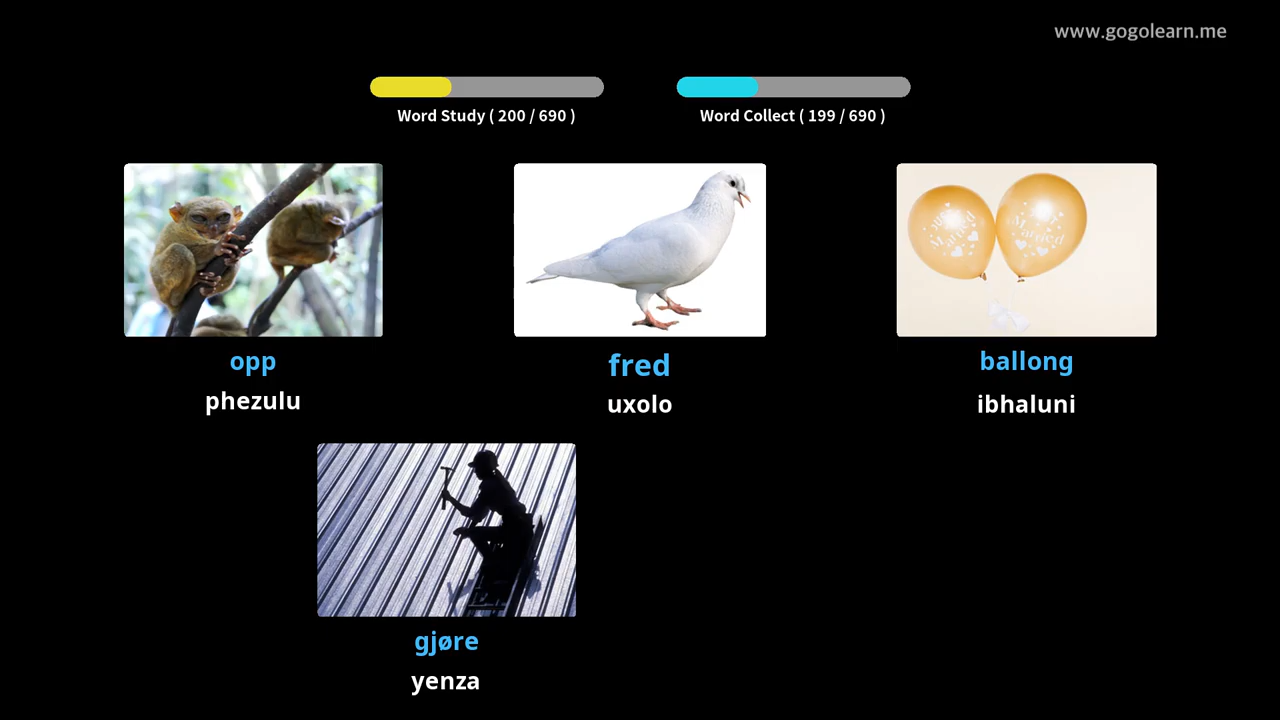 www.gogolearn.me
Word Study ( 200 / 690 )
Word Collect ( 199 / 690 )
opp
phezulu
fred
uxolo
ballong
ibhaluni
gjøre
yenza